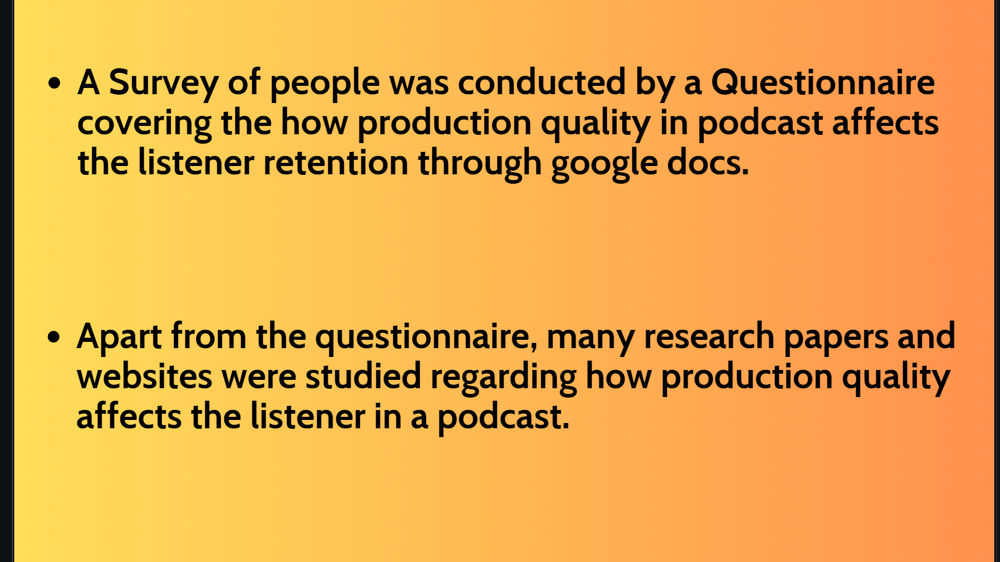 • A Survey of people was conducted by a Questionnaire
covering the how production quality in podcast affects
the listener retention through google docs.
• Apart from the questionnaire, many research papers and
websites were studied regarding how production quality
affects the listener in a podcast.